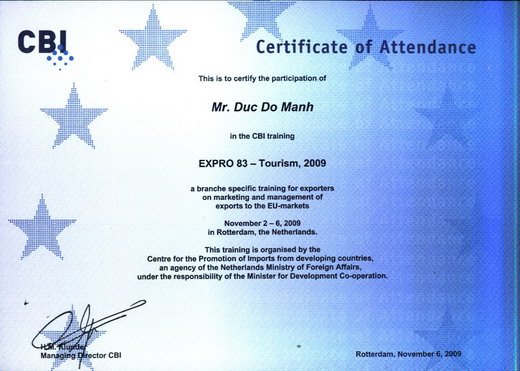 CBI
Certificate of Attendance
This is to certify the participation of
Mr. Duc Do Manh
in the CBI training
EXPRO 83 – Tourism, 2009
a branche specific training for exporters
on marketing and management of
exports to the EU-markets
November 2 – 6, 2009
in Rotterdam, the Netherlands.
This training is organised by the
Centre for the Promotion of Imports from developing countries,
an agency of the Netherlands Ministry of Foreign Affairs,
under the responsibility of the Minister for Development Co-operation.
Managing Director CBI
Rotterdam, November 6, 2009